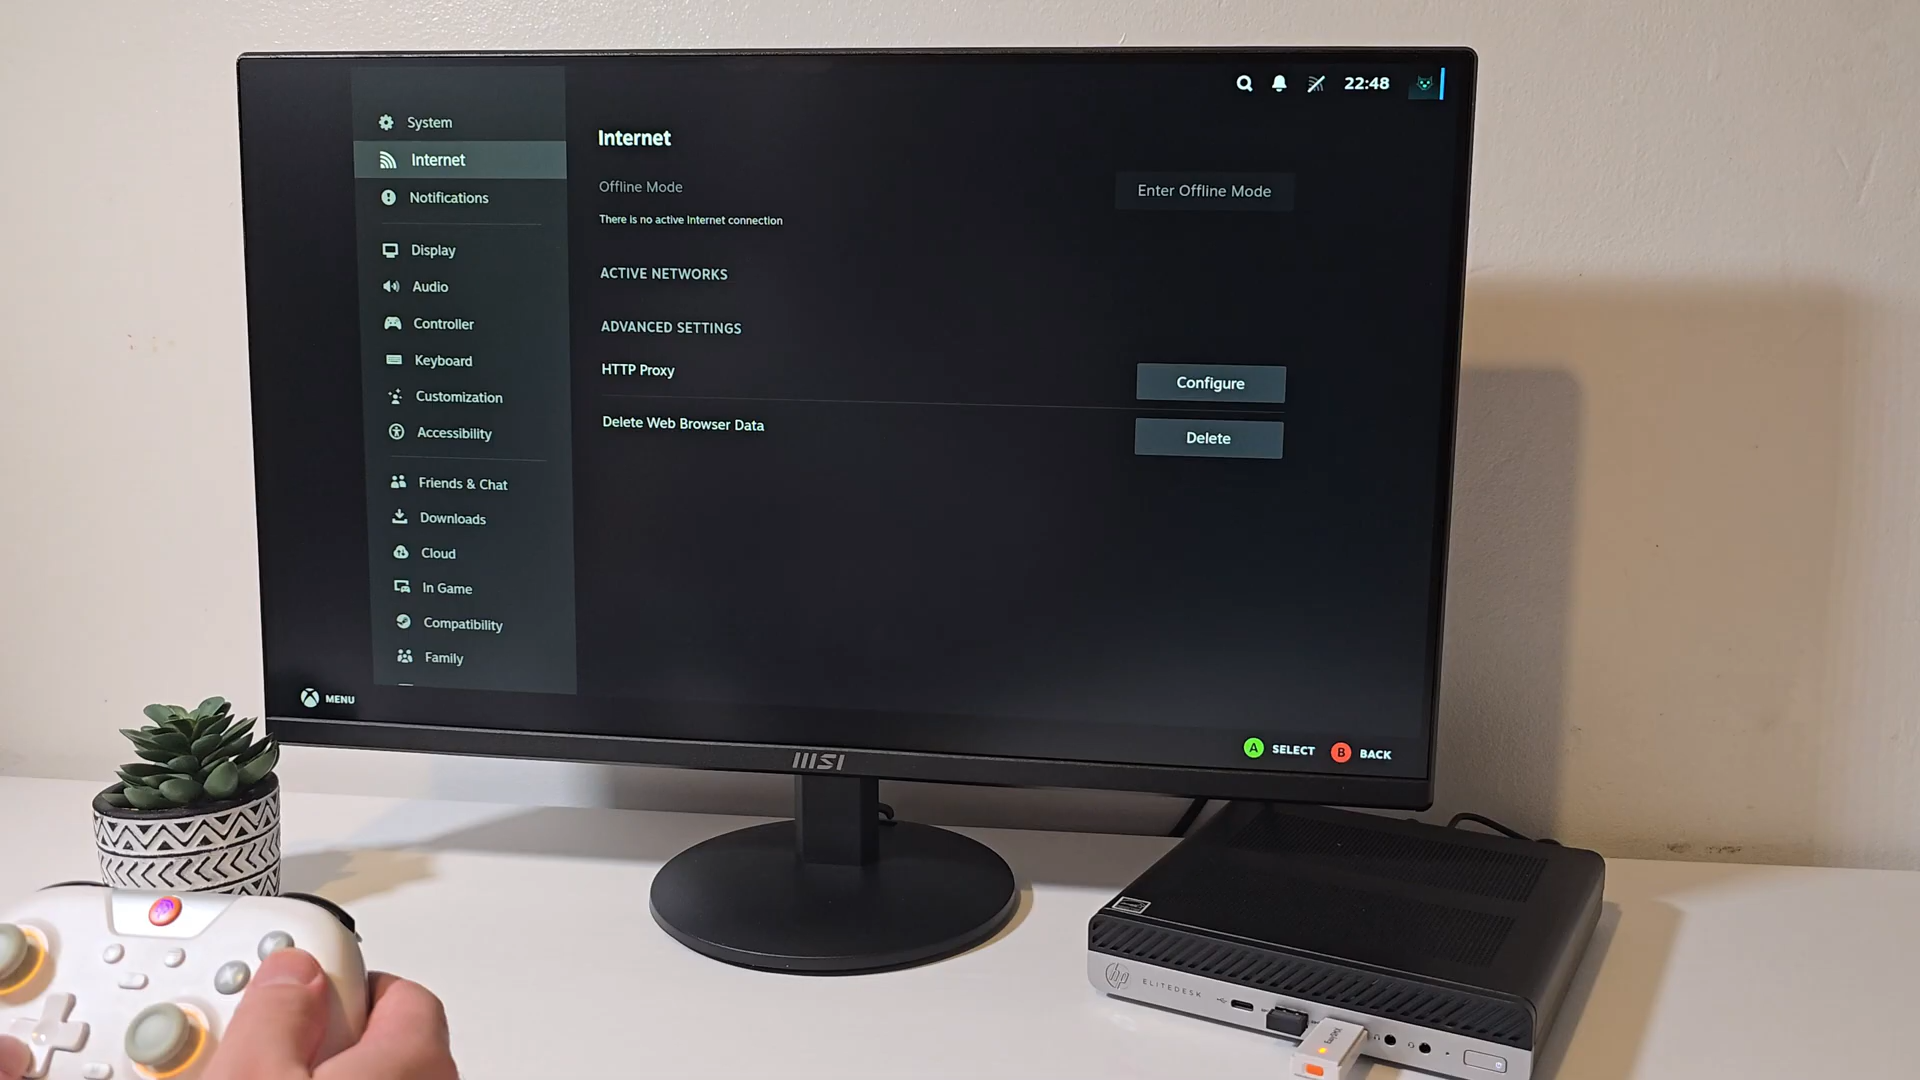 22:48
System
Internet
Notifications
Display
Audio
Controller
Keyboard
Customization
Accessibility
Friends & Chat
Downloads
Cloud
In Game
Compatibility
Family
Internet
Offline Mode
Enter Offline Mode
There is no active Internet connection
ACTIVE NETWORKS
ADVANCED SETTINGS
HTTP Proxy
Configure
Delete Web Browser Data
Delete
MENU
A SELECT B BACK
msi
hp ELITEDESK